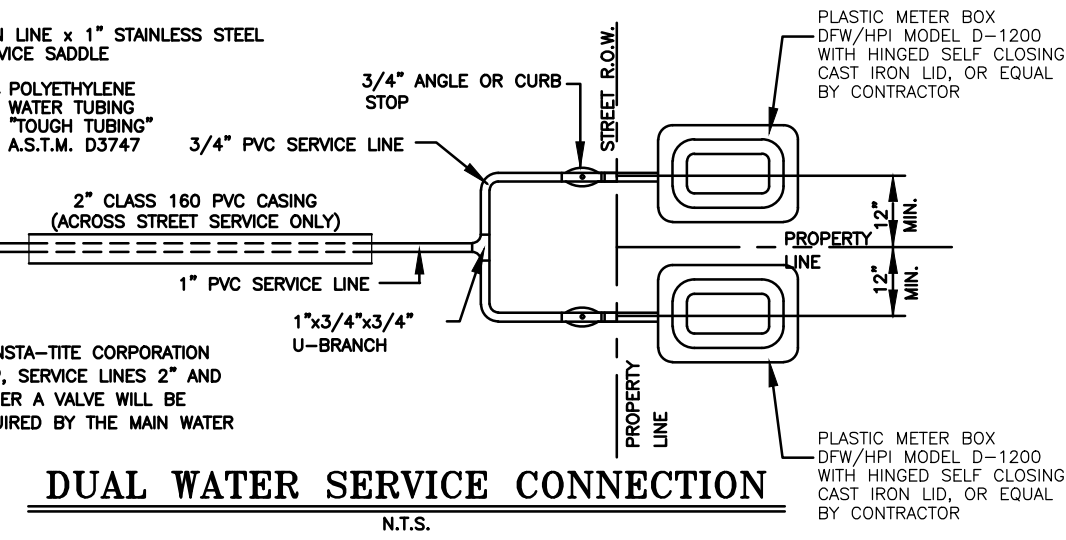 LINE x 1" STAINLESS STEEL
SADDLE
POLYETHYLENE
WATER TUBING
"TOUGH TUBING"
A.S.T.M. D3747
3/4" ANGLE OR CURB
STOP
3/4" PVC SERVICE LINE
STREET R.O.W.
PLASTIC METER BOX
DFW/HPI MODEL D-1200
WITH HINGED SELF CLOSING
CAST IRON LID, OR EQUAL
BY CONTRACTOR
2" CLASS 160 PVC CASING
(ACROSS STREET SERVICE ONLY)
12"
MIN.
PROPERTY
LINE
1" PVC SERVICE LINE
12"
MIN.
1"x3/4"x3/4"
U-BRANCH
NSTA-TITE CORPORATION
, SERVICE LINES 2" AND
ER A VALVE WILL BE
UIRED BY THE MAIN WATER
PROPERTY
LINE
PLASTIC METER BOX
DFW/HPI MODEL D-1200
WITH HINGED SELF CLOSING
CAST IRON LID, OR EQUAL
BY CONTRACTOR
DUAL WATER SERVICE CONNECTION
N.T.S.